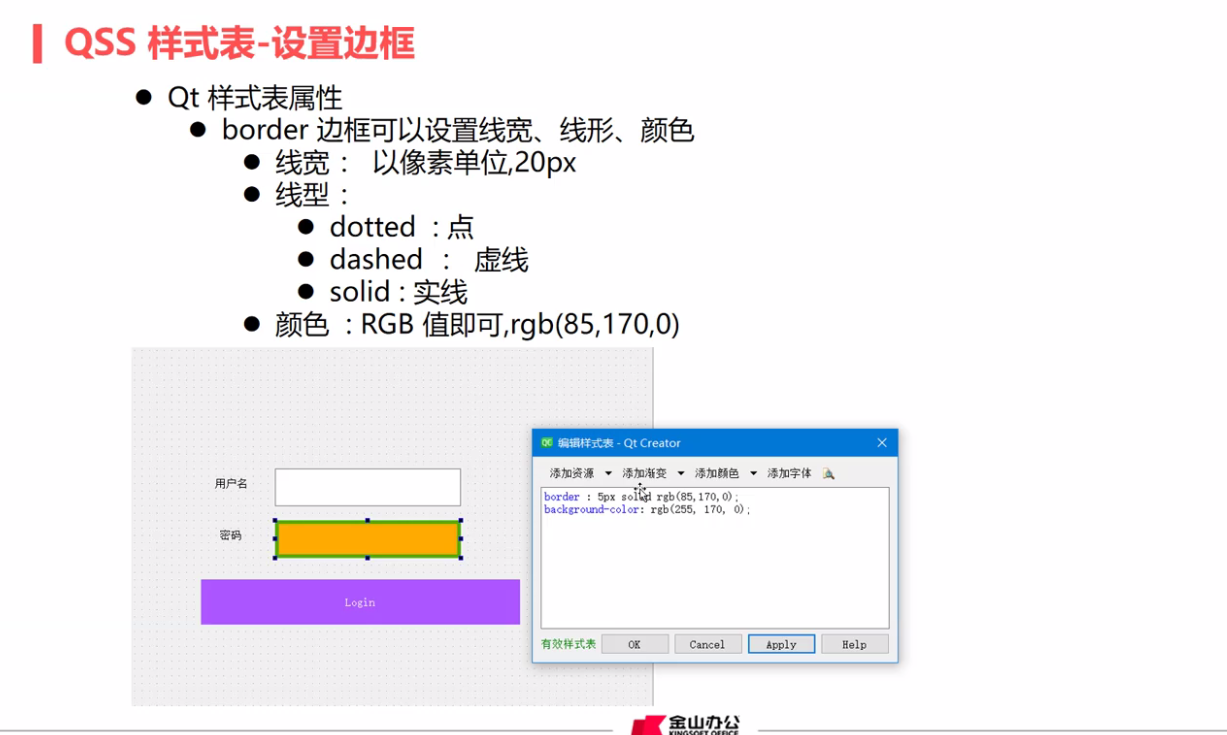 QSS 样式表-设置边框
Qt 样式表属性
border 边框可以设置线宽、线形、颜色
线宽： 以像素单位,20px
线型：
dotted ：点
dashed ： 虚线
solid : 实线
颜色 ：RGB 值即可,rgb(85,170,0)
编辑样式表 - Qt Creator
添加资源 添加渐变 添加颜色 添加字体
border : 5px solid rgb(85,170,0);
background-color: rgb(255, 170, 0);
用户名
密码
Login
有效样式表 OK Cancel Apply Help
金山办公
KINGSOFT OFFICE